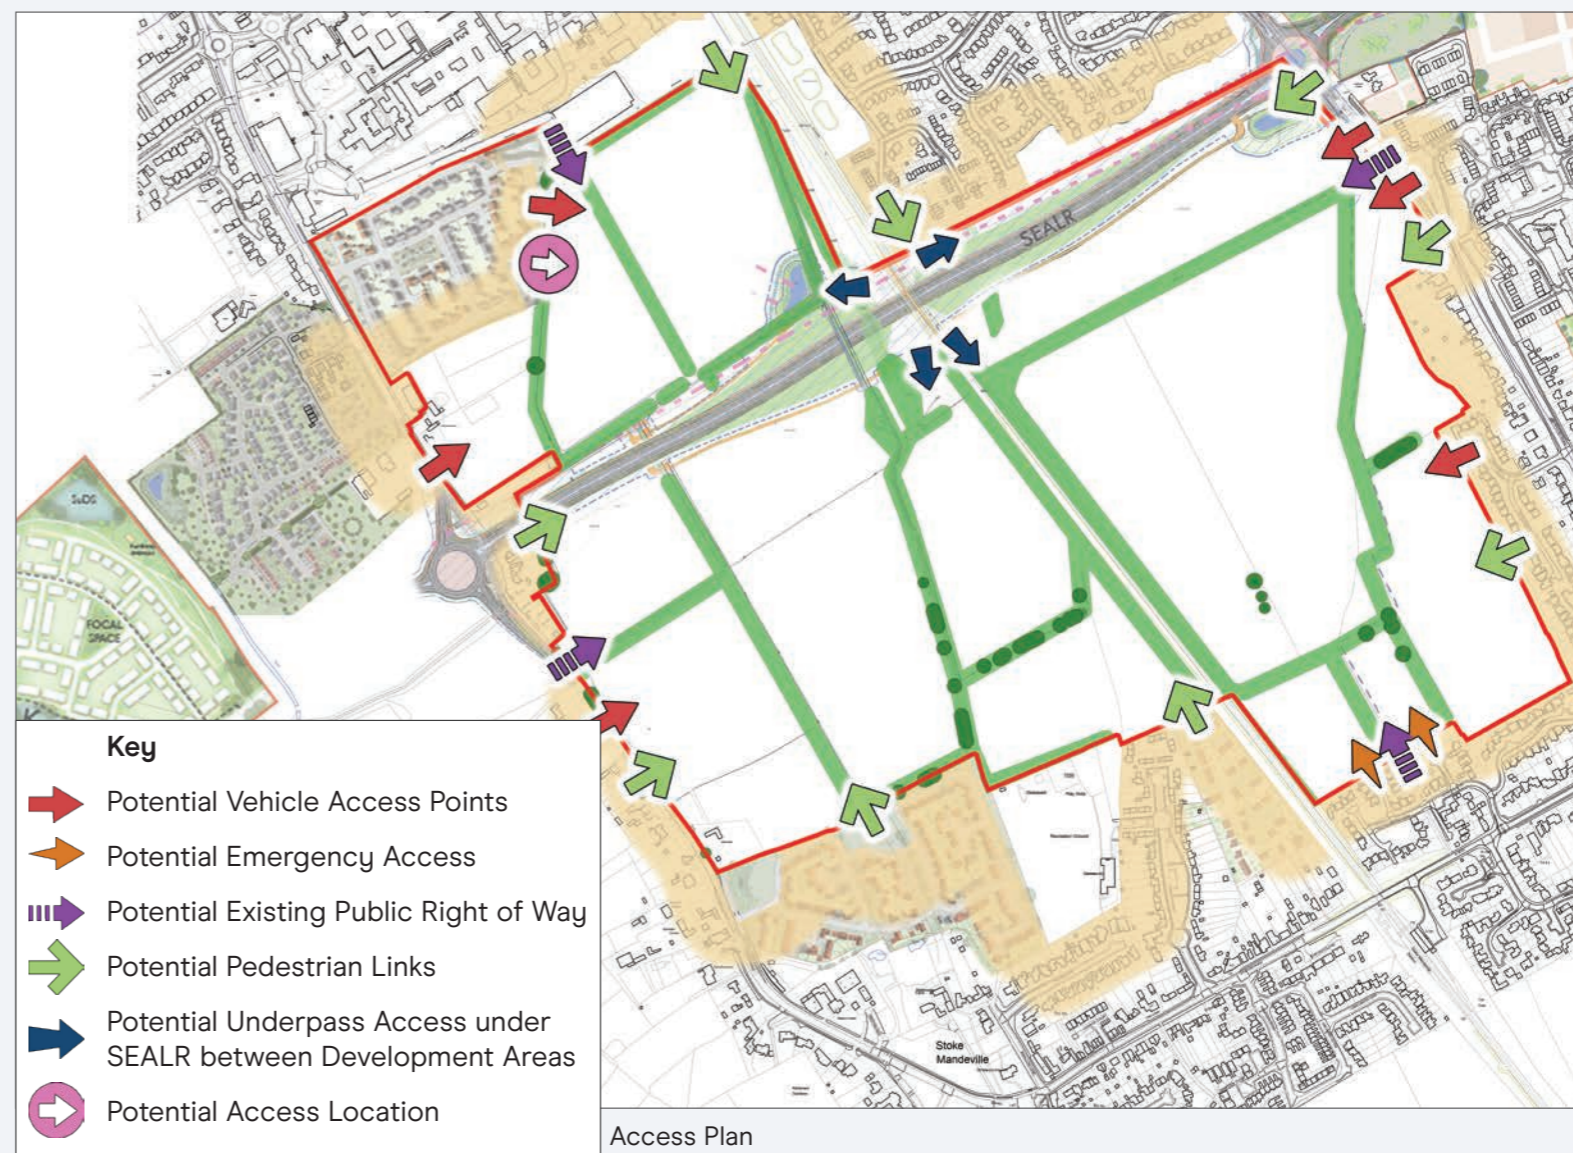 SEALR
SuDS
FOCAL
SPACE
Stoke
Mandeville
Key
Potential Vehicle Access Points
Potential Emergency Access
Potential Existing Public Right of Way
Potential Pedestrian Links
Potential Underpass Access under
SEALR between Development Areas
Potential Access Location
Access Plan